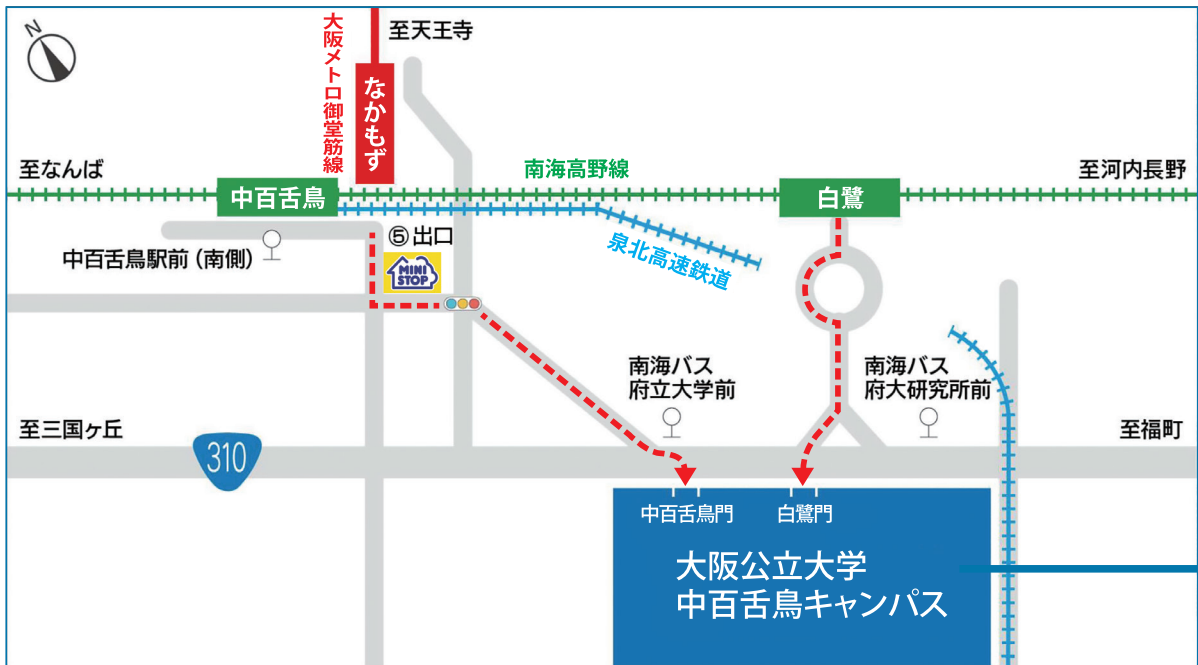 N
大阪メトロ御堂筋線
至天王寺
なかもず
至なんば
南海高野線
至河内長野
中百舌鳥
白鷺
⑤出口
中百舌鳥駅前（南側）
泉北高速鉄道
MINI
STOP
南海バス
府立大学前
南海バス
府大研究所前
至三国ヶ丘
至福町
310
中百舌鳥門
白鷺門
大阪公立大学
中百舌鳥キャンパス